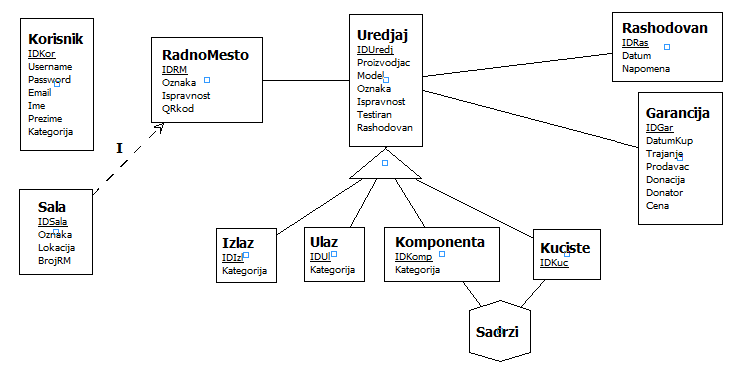 Korisnik
IDKor
Username
Password
Email
Ime
Prezime
Kategorija
RadnoMesto
IDRM
Oznaka
Ispravnost
QRkod
Uredjaj
IDUredj
Proizvodjac
Model
Oznaka
Ispravnost
Testiran
Rashodovan
Rashodovan
IDRas
Datum
Napomena
Garancija
IDGar
DatumKup
Trajanje
Prodavac
Donacija
Donator
Cena
I
Sala
IDSala
Oznaka
Lokacija
BrojRM
Izlaz
IDIzl
Kategorija
Ulaz
IDUl
Kategorija
Komponenta
IDKomp
Kategorija
Kuciste
IDKuc
Sadrzi